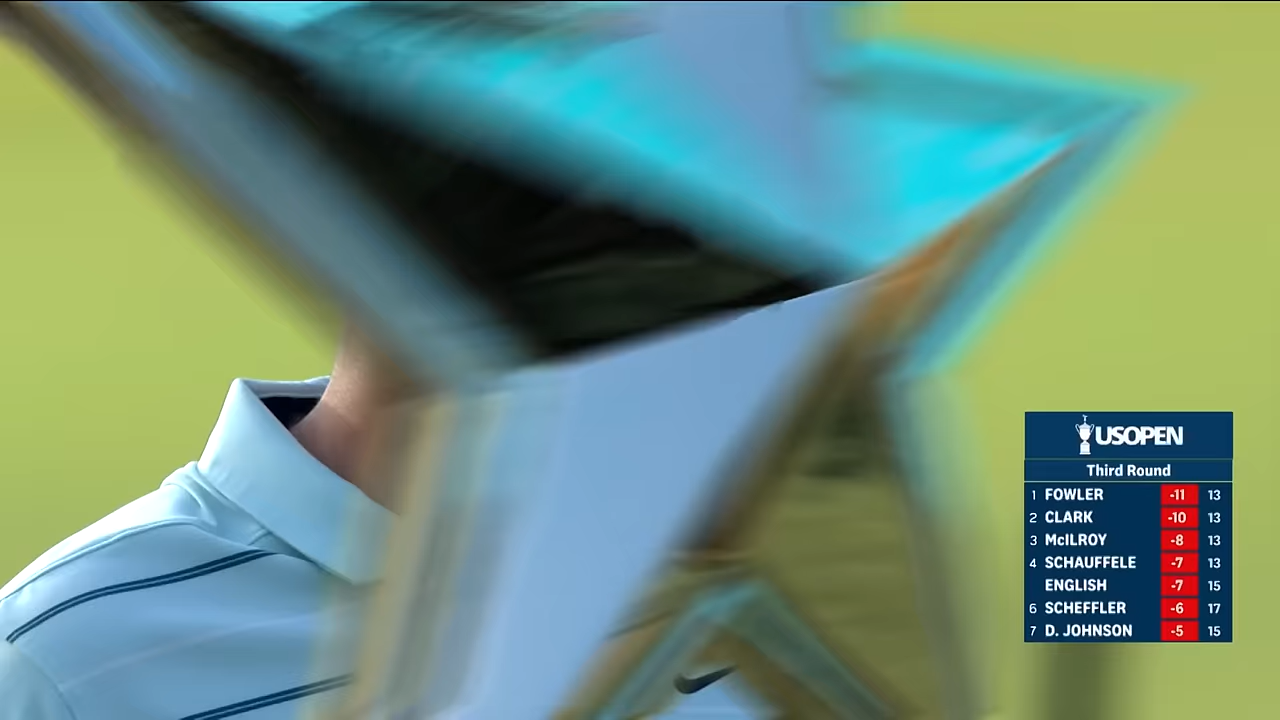 USOPEN
Third Round
1 FOWLER -11 13
2 CLARK -10 13
3 McILROY -8 13
4 SCHAUFFELE -7 13
ENGLISH -7 15
6 SCHEFFLER -6 17
7 D. JOHNSON -5 15